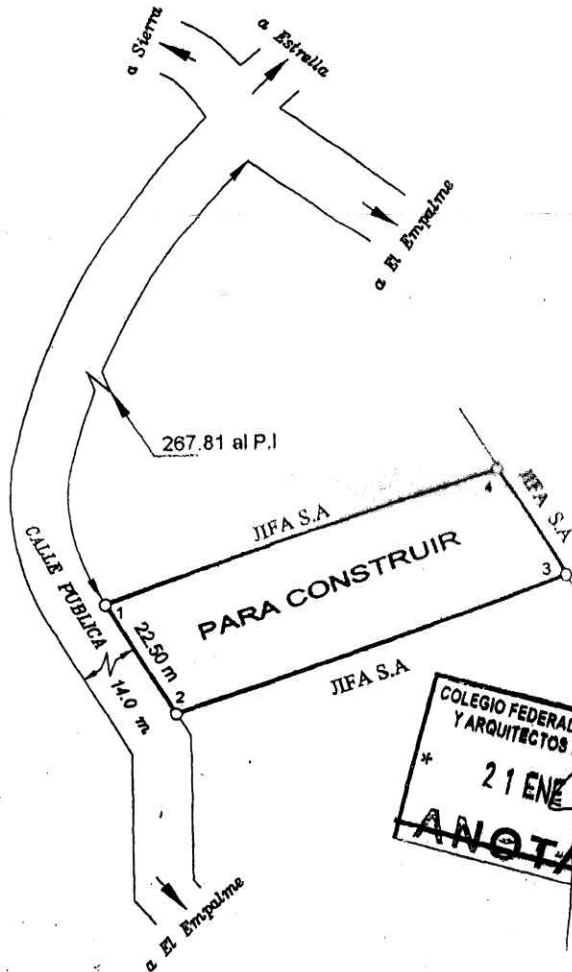 a Sierra
a Estrella
a El Empalme
267.81 al P.I
JIFA S.A
4
3
PARA CONSTRUIR
CALLE PUBLICA
1
22.50 m
JIFA S.A
14.0 m
2
COLEGIO FEDERAL
Y ARQUITECTOS
*
21 ENE
ANOTA
a El Empalme